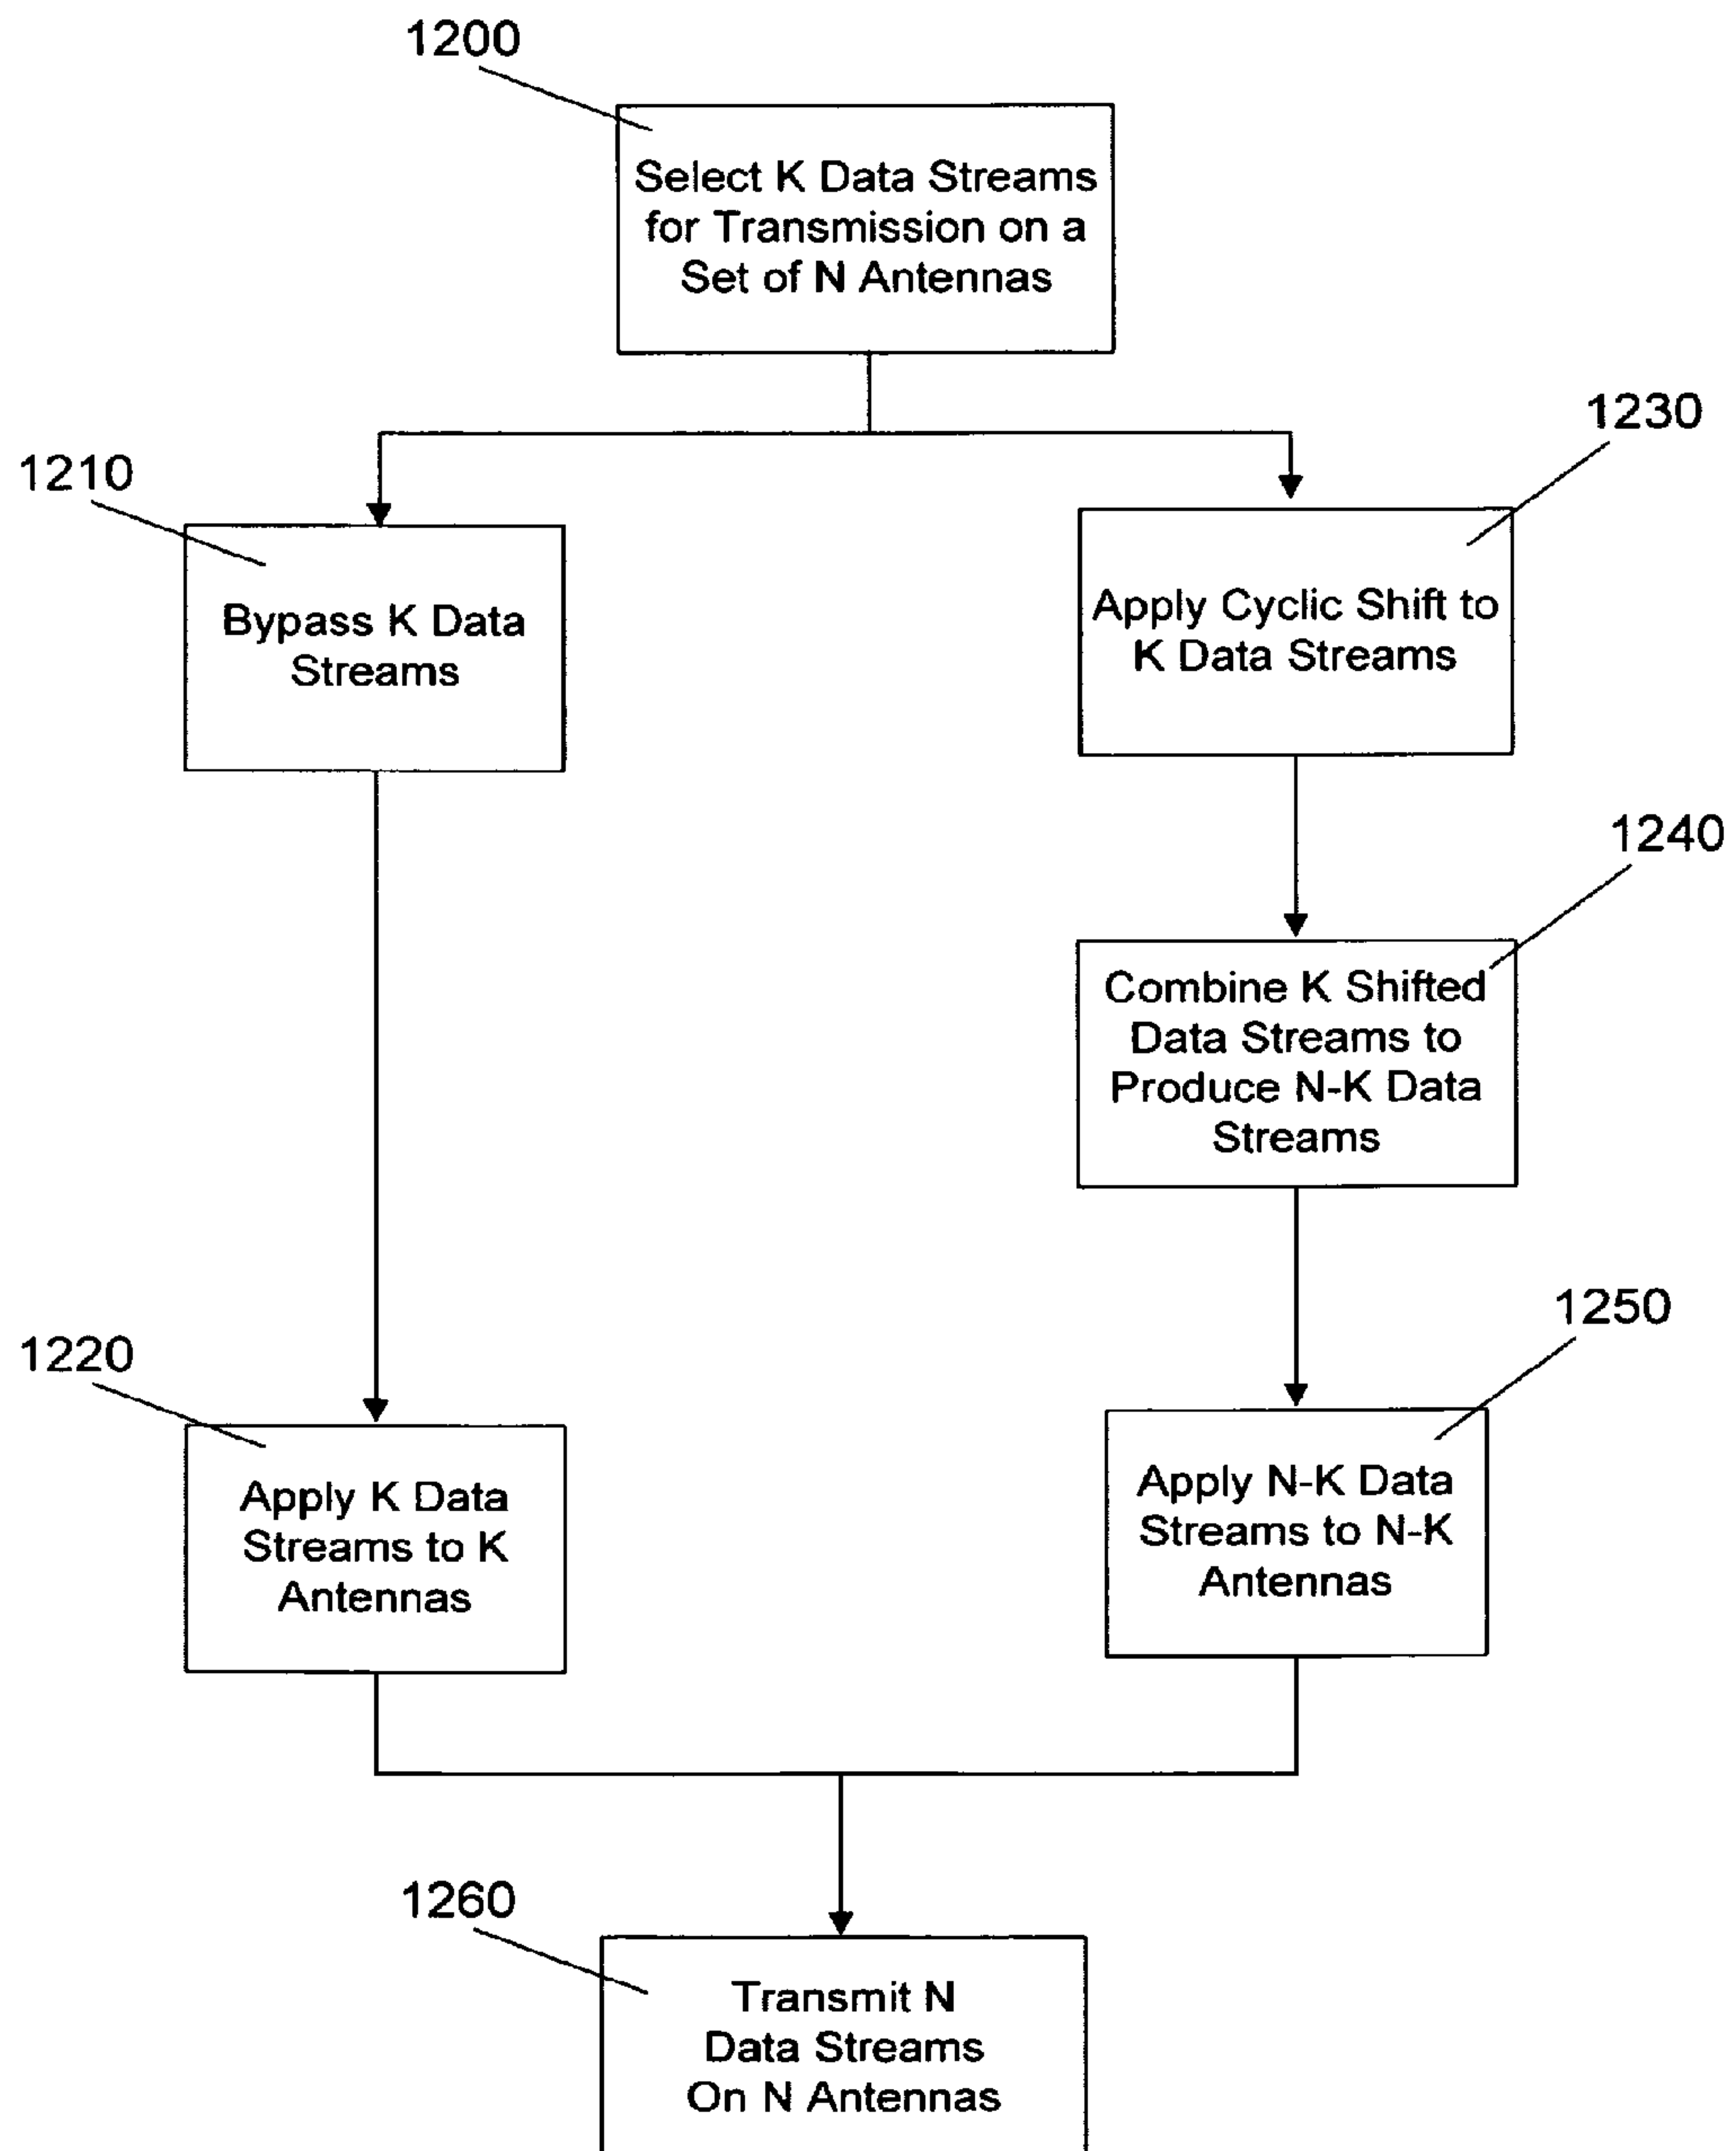 1200
Select K Data Streams
for Transmission on a
Set of N Antennas
1210
Bypass K Data
Streams
1230
Apply Cyclic Shift to
K Data Streams
1240
Combine K Shifted
Data Streams to
Produce N-K Data
Streams
1220
Apply K Data
Streams to K
Antennas
1250
Apply N-K Data
Streams to N-K
Antennas
1260
Transmit N
Data Streams
On N Antennas